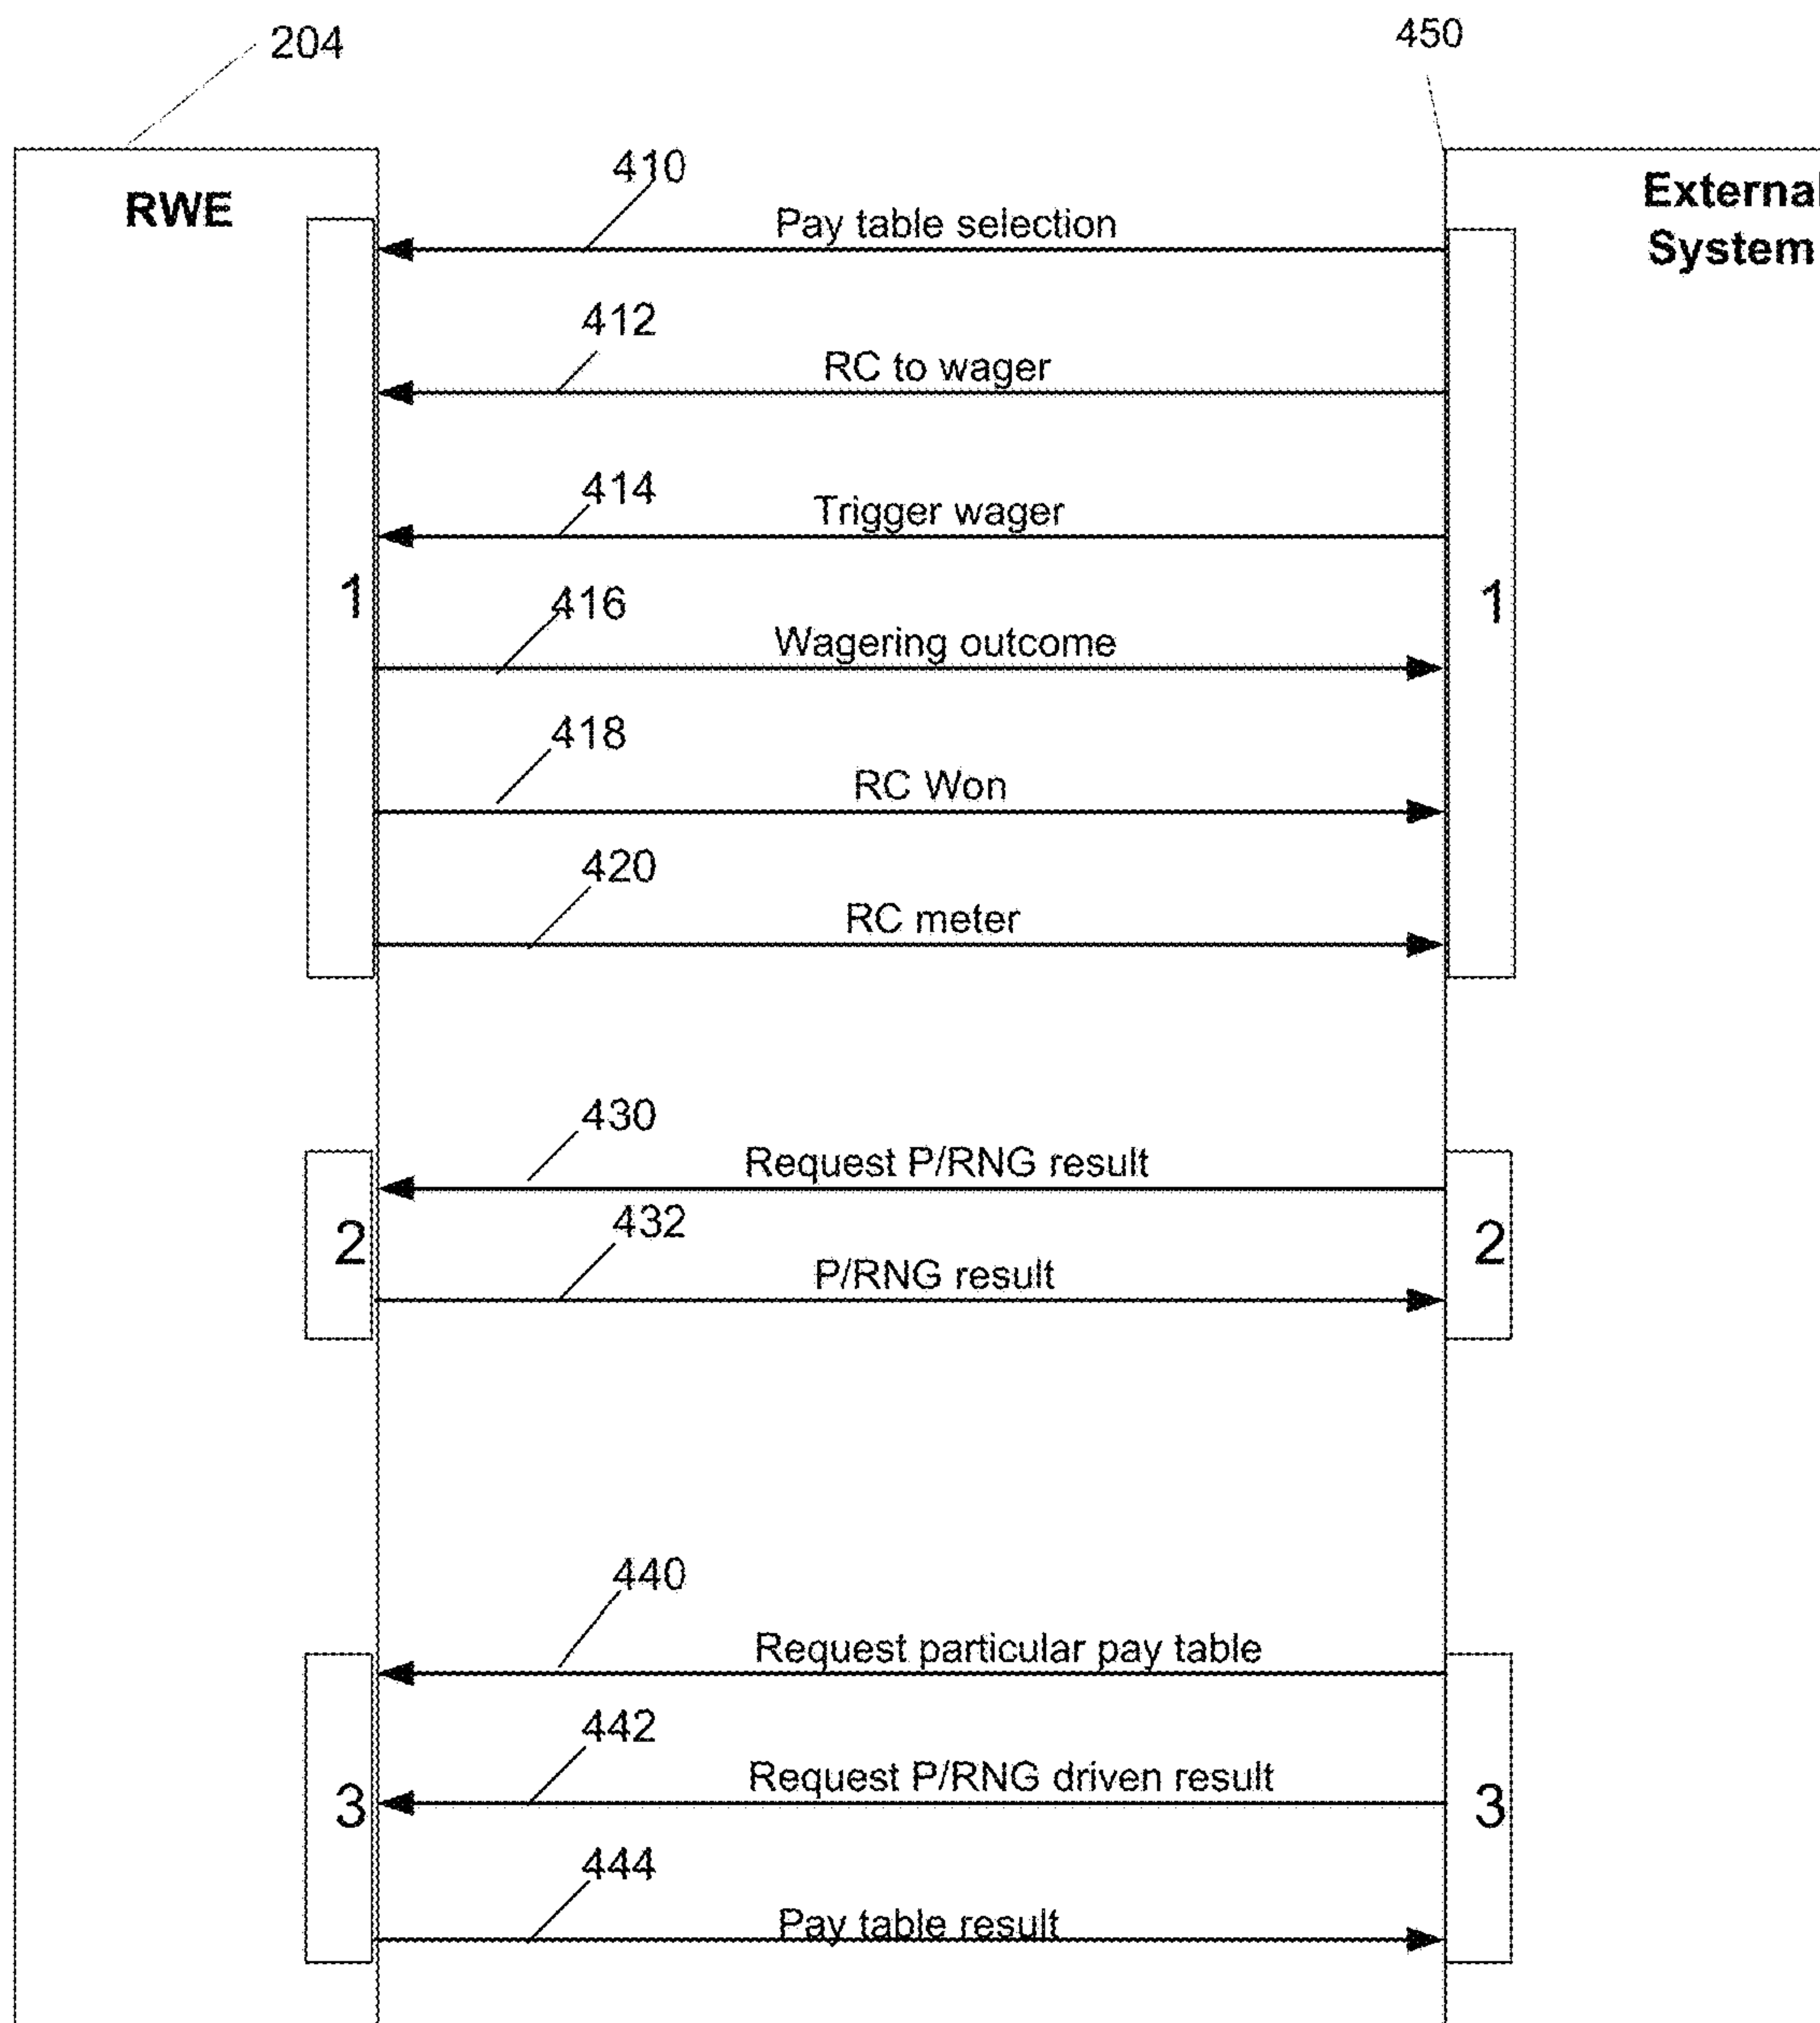 204
450
RWE
External
System
410
Pay table selection
412
RC to wager
414
Trigger wager
1
1
416
Wagering outcome
418
RC Won
420
RC meter
430
Request P/RNG result
432
2
2
P/RNG result
440
Request particular pay table
442
Request P/RNG driven result
3
3
444
Pay table result